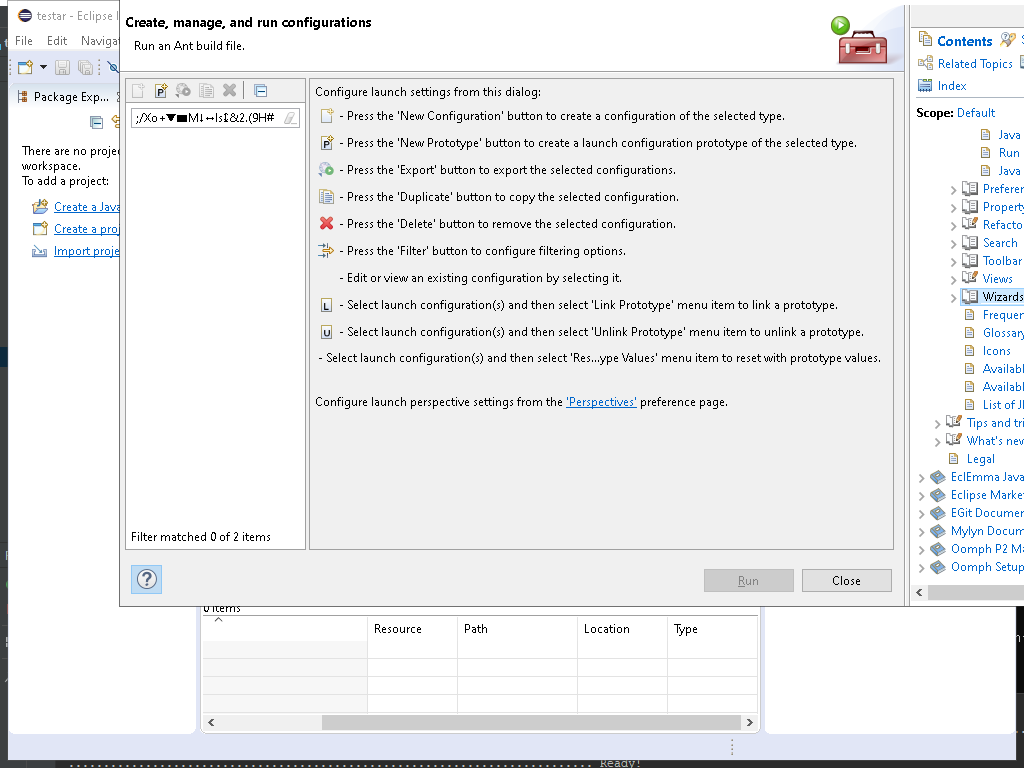 testar - Eclipse I
File Edit Naviga
Package Exp...
There are no proje
workspace.
To add a project:
Create a Java
Create a proj
Import proje
Create, manage, and run configurations
Run an Ant build file.
;/Xo+▼■M↓↔Is↨&2.(9H#
Filter matched 0 of 2 items
Configure launch settings from this dialog:
- Press the 'New Configuration' button to create a configuration of the selected type.
- Press the 'New Prototype' button to create a launch configuration prototype of the selected type.
- Press the 'Export' button to export the selected configurations.
- Press the 'Duplicate' button to copy the selected configuration.
- Press the 'Delete' button to remove the selected configuration.
- Press the 'Filter' button to configure filtering options.
- Edit or view an existing configuration by selecting it.
L - Select launch configuration(s) and then select 'Link Prototype' menu item to link a prototype.
U - Select launch configuration(s) and then select 'Unlink Prototype' menu item to unlink a prototype.
- Select launch configuration(s) and then select 'Res...ype Values' menu item to reset with prototype values.
Configure launch perspective settings from the 'Perspectives' preference page.
Run Close
Contents
Related Topics
Index
Scope: Default
Java
Run
Java
Preferen
Property
Refacto
Search
Toolbar
Views
Wizards
Frequen
Glossary
Icons
Availabl
Availabl
List of J
Tips and tri
What's new
Legal
EclEmma Java
Eclipse Marke
EGit Documen
Mylyn Docum
Oomph P2 Ma
Oomph Setup
0 items
Resource Path Location Type
Ready!